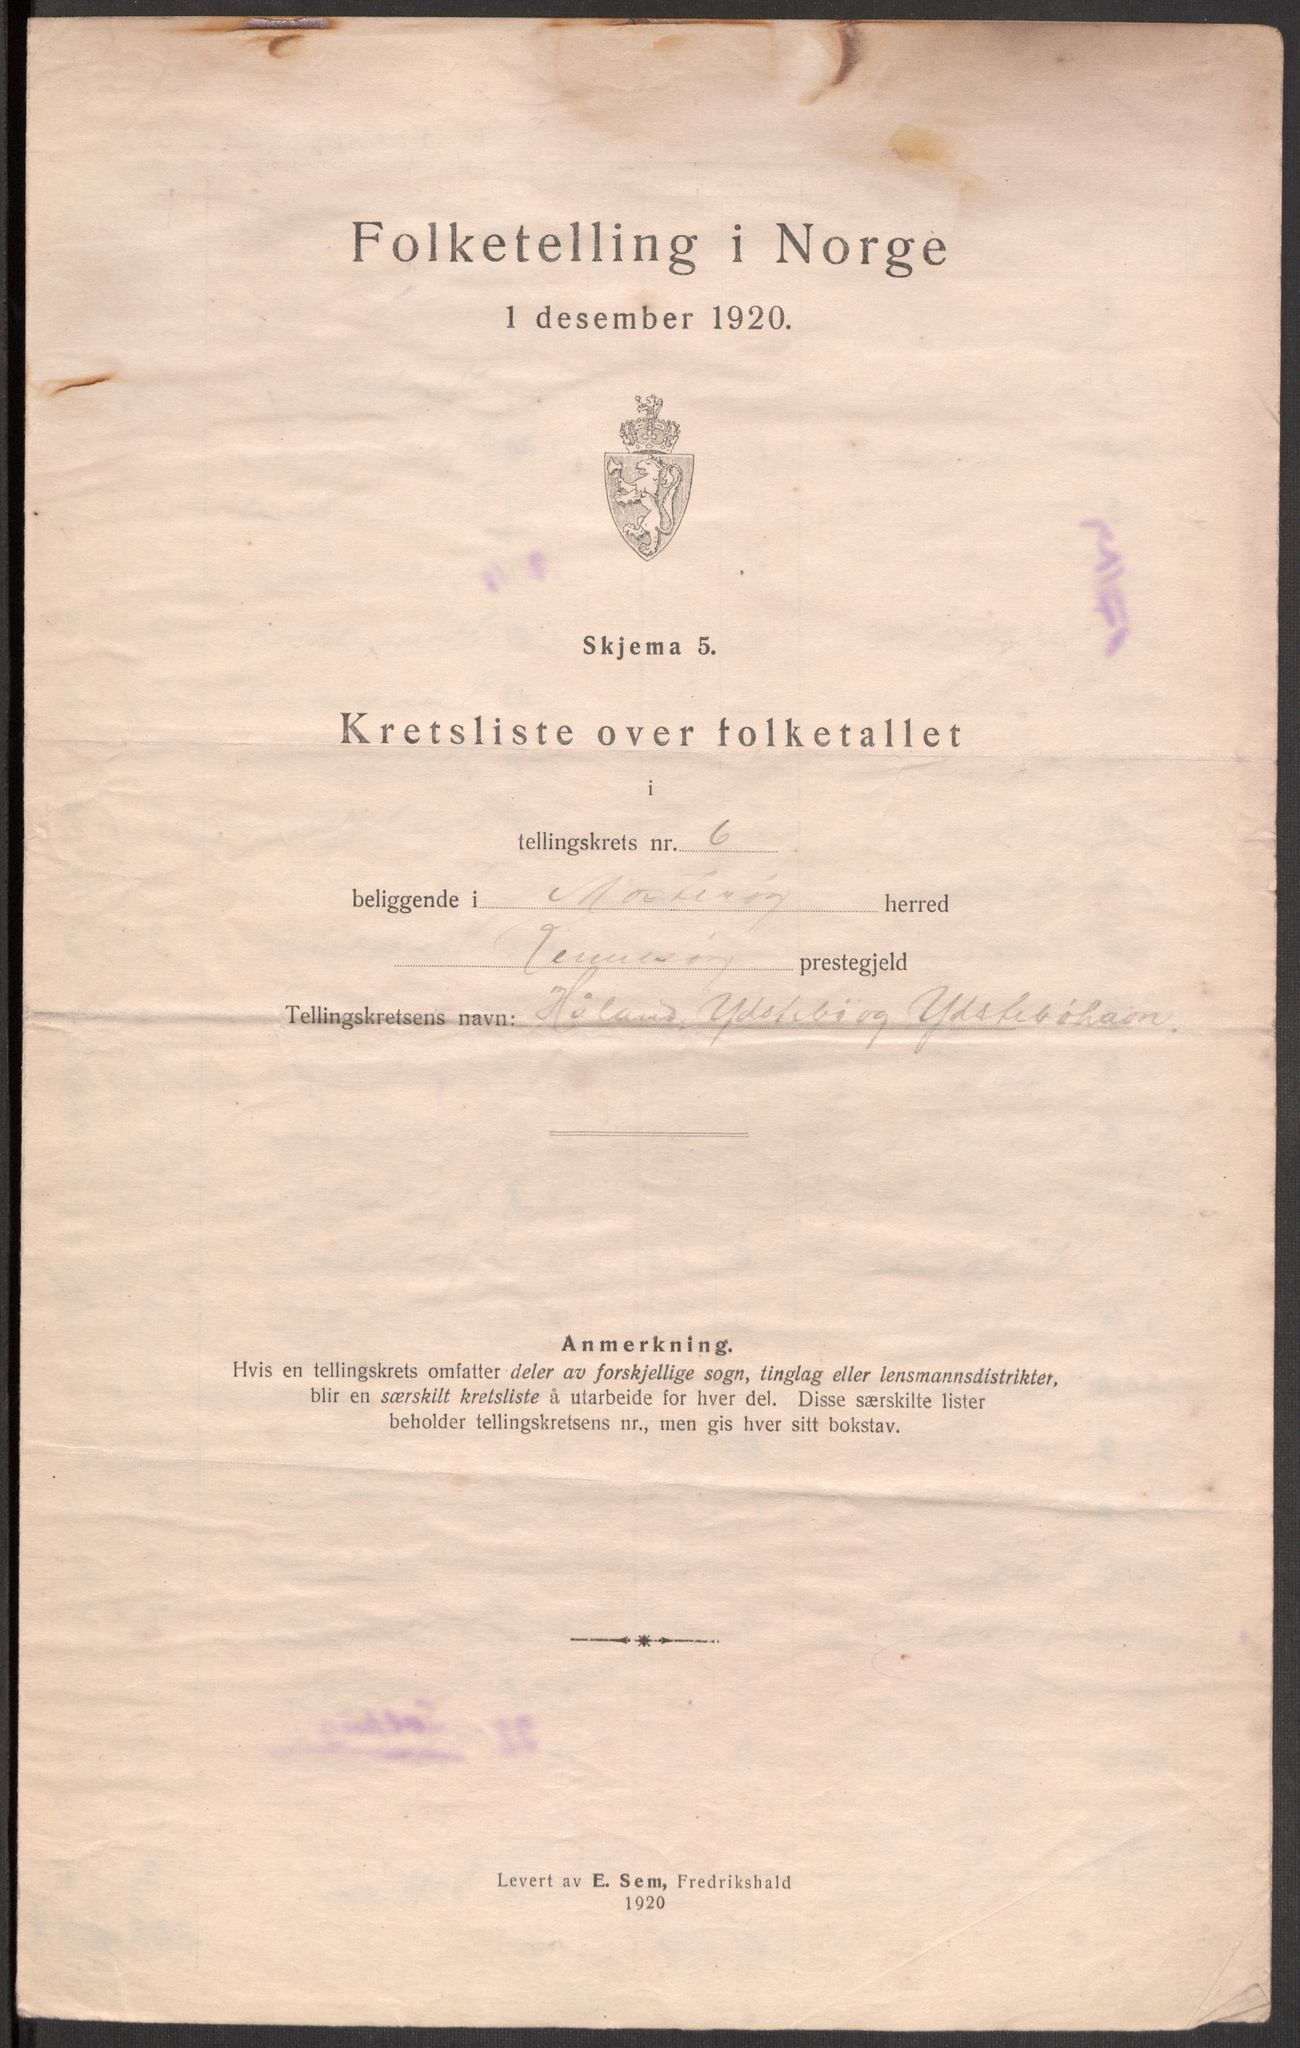 Folketelling i Norge
1 desember 1920.
Skjema 5.
Kretsliste over folketallet
i
tellingskrets nr. 6
beliggende i Mosterøy herred
Rennesøy prestegjeld
Tellingskretsens navn: Håland, Ydstebö og Ydsteböhavn.
Anmerkning.
Hvis en tellingskrets omfatter deler av forskjellige sogn, tinglag eller lensmannsdistrikter,
blir en særskilt kretsliste å utarbeide for hver del. Disse særskilte lister
beholder tellingskretsens nr., men gis hver sitt bokstav.
Levert av E. Sem, Fredrikshald
1920